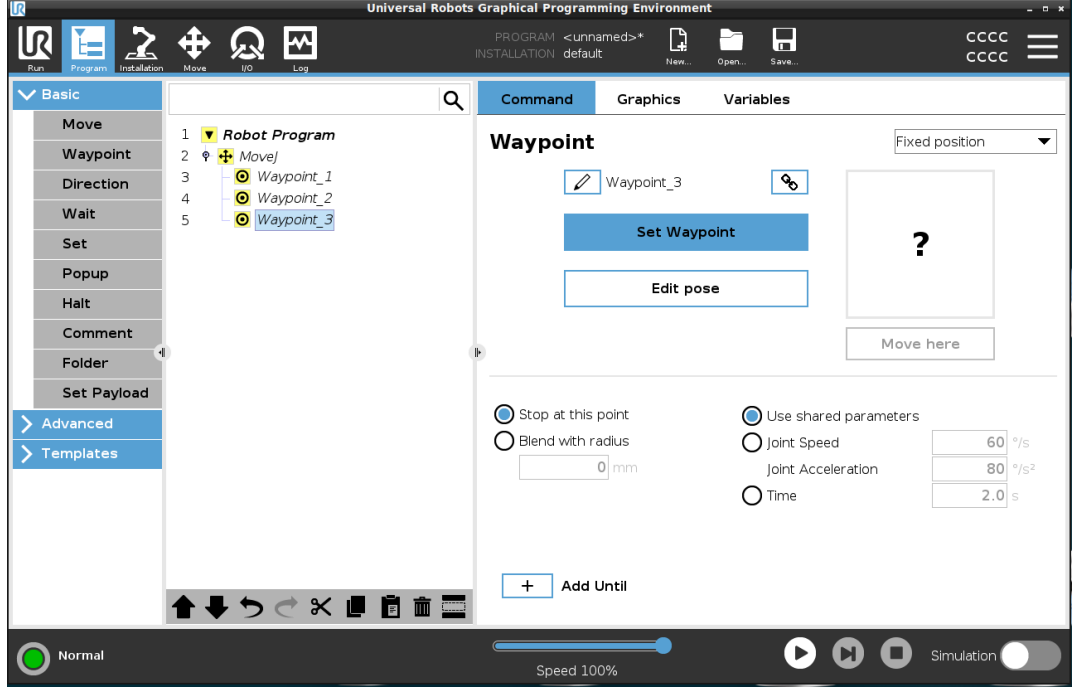 Universal Robots Graphical Programming Environment
UR
Run
Program
Installation
Move
I/O
Log
PROGRAM <unnamed>*
INSTALLATION default
New...
Open...
Save...
CCCC
CCCC
Basic
Move
Waypoint
Direction
Wait
Set
Popup
Halt
Comment
Folder
Set Payload
Advanced
Templates
1 Robot Program
2 MoveJ
3 Waypoint_1
4 Waypoint_2
5 Waypoint_3
Command
Graphics
Variables
Waypoint
Fixed position
Waypoint_3
Set Waypoint
Edit pose
?
Move here
Stop at this point
Blend with radius
0 mm
Use shared parameters
Joint Speed 60 °/s
Joint Acceleration 80 °/s²
Time 2.0 s
+ Add Until
Normal
Speed 100%
Simulation